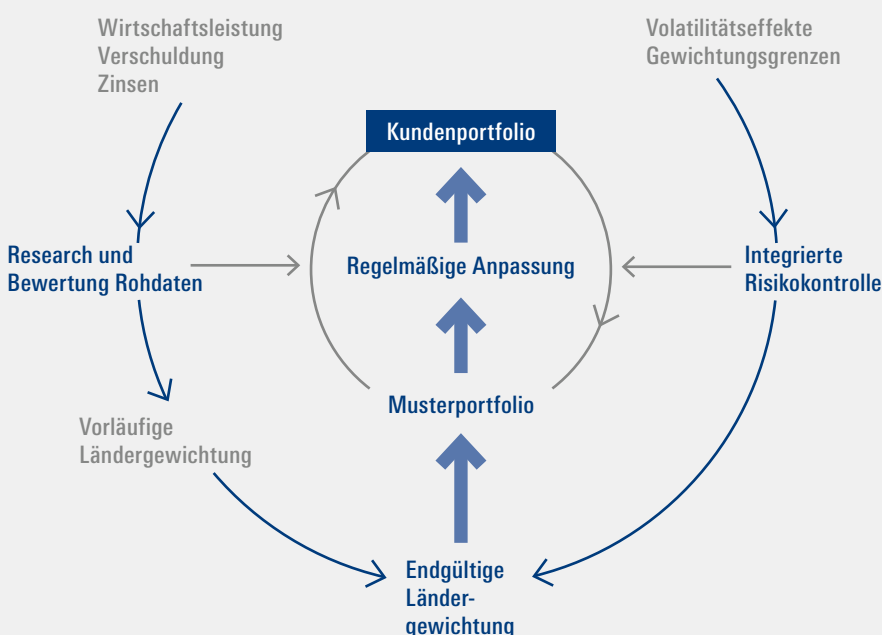 Wirtschaftsleistung
Verschuldung
Zinsen
Volatilitätseffekte
Gewichtungsgrenzen
Kundenportfolio
Research und
Bewertung Rohdaten
Regelmäßige Anpassung
Integrierte
Risikokontrolle
Musterportfolio
Vorläufige
Ländergewichtung
Endgültige
Länder-
gewichtung